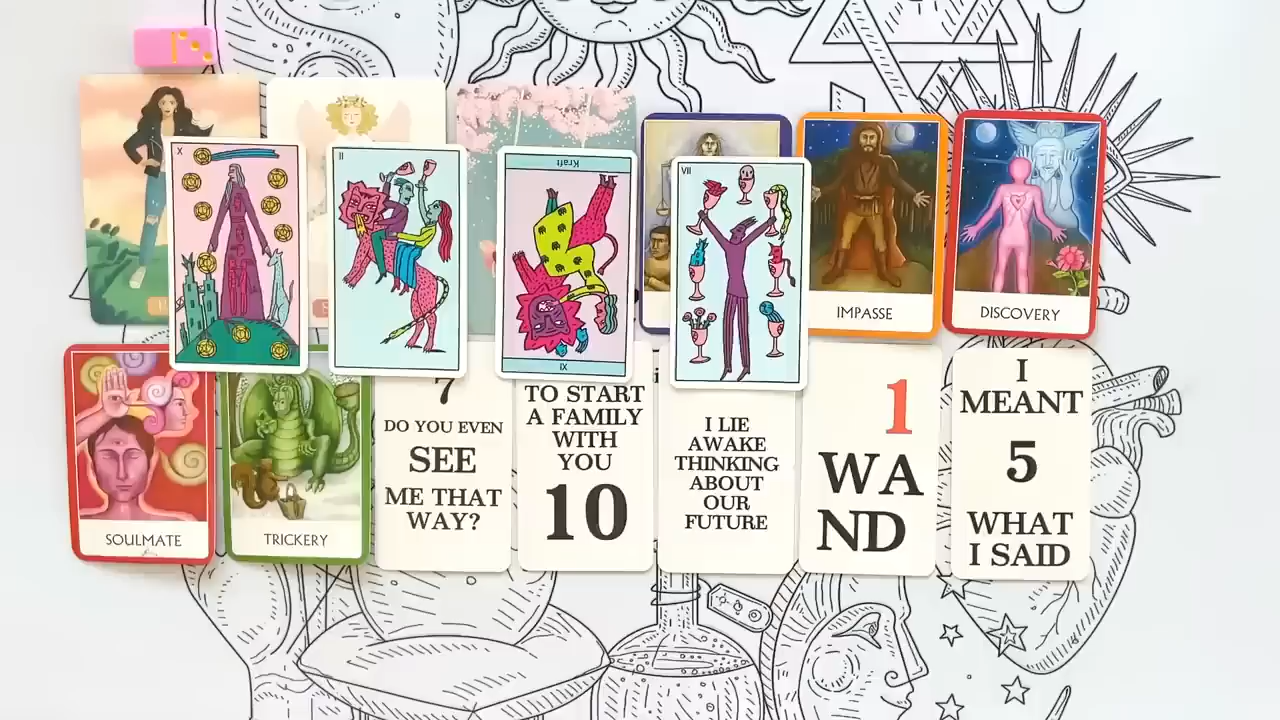 X
II
Kraft
XI
VII
IMPASSE
DISCOVERY
SOULMATE
TRICKERY
7
DO YOU EVEN
SEE
ME THAT
WAY?
TO START
A FAMILY
WITH
YOU
10
I LIE
AWAKE
THINKING
ABOUT
OUR
FUTURE
1
WA
ND
I
MEANT
5
WHAT
I SAID